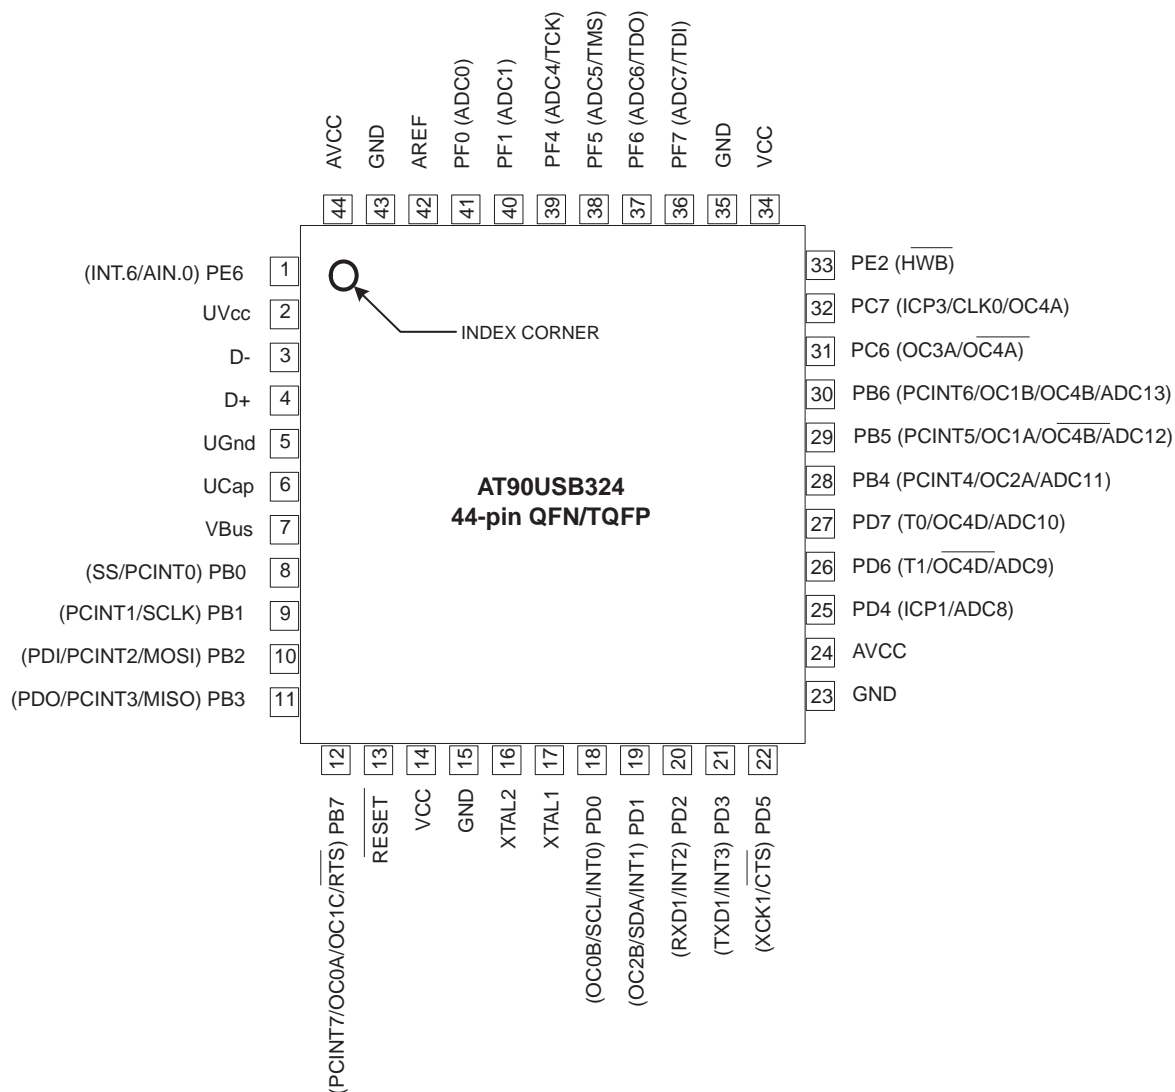 AVCC
GND
AREF
PF0 (ADC0)
PF1 (ADC1)
PF4 (ADC4/TCK)
PF5 (ADC5/TMS)
PF6 (ADC6/TDO)
PF7 (ADC7/TDI)
GND
VCC
44
43
42
41
40
39
38
37
36
35
34
(INT.6/AIN.0) PE6 1
UVcc 2
D- 3
D+ 4
UGnd 5
UCap 6
VBus 7
(SS/PCINT0) PB0 8
(PCINT1/SCLK) PB1 9
(PDI/PCINT2/MOSI) PB2 10
(PDO/PCINT3/MISO) PB3 11
INDEX CORNER
AT90USB324
44-pin QFN/TQFP
33 PE2 (HWB)
32 PC7 (ICP3/CLK0/OC4A)
31 PC6 (OC3A/OC4A)
30 PB6 (PCINT6/OC1B/OC4B/ADC13)
29 PB5 (PCINT5/OC1A/OC4B/ADC12)
28 PB4 (PCINT4/OC2A/ADC11)
27 PD7 (T0/OC4D/ADC10)
26 PD6 (T1/OC4D/ADC9)
25 PD4 (ICP1/ADC8)
24 AVCC
23 GND
12
13
14
15
16
17
18
19
20
21
22
(PCINT7/OC0A/OC1C/RTS) PB7
RESET
VCC
GND
XTAL2
XTAL1
(OC0B/SCL/INT0) PD0
(OC2B/SDA/INT1) PD1
(RXD1/INT2) PD2
(TXD1/INT3) PD3
(XCK1/CTS) PD5